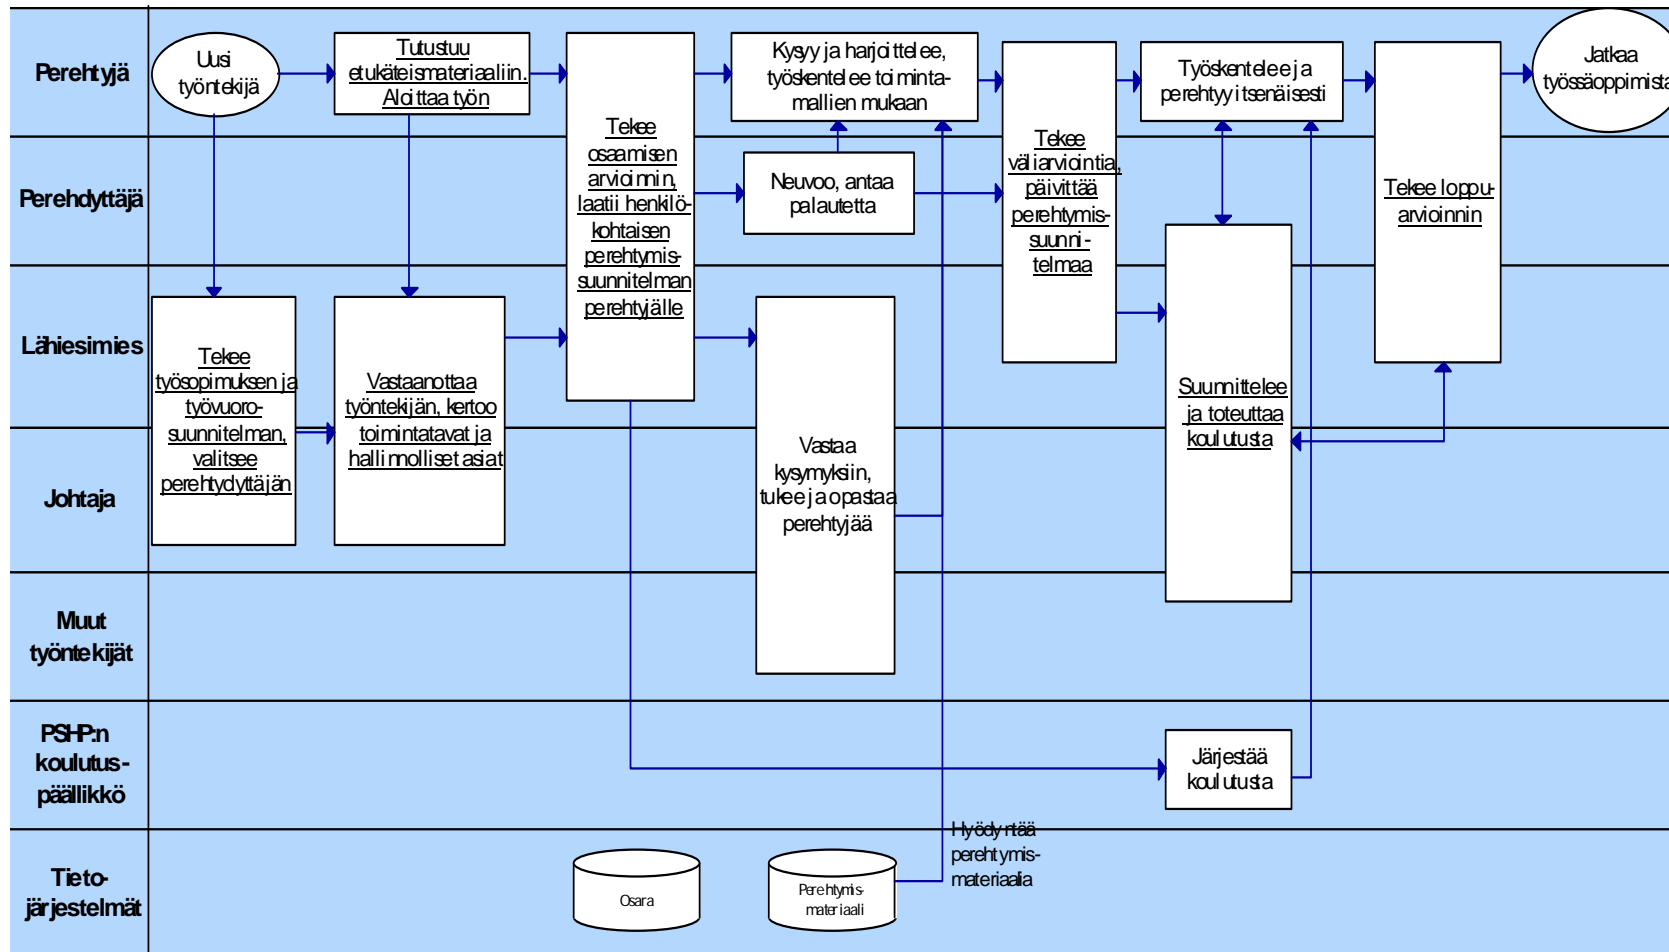 Perehtyjä
Uusi
työntekijä
Tutustuu
etukäteismateriaaliin.
Aloittaa työn
Tekee
osaamisen
arvioinnin,
laatii henkilö-
kohtaisen
perehtymis-
suunnitelman
perehtyjälle
Kysyy ja harjoittelee,
työskentelee toiminta-
mallien mukaan
Tekee
väliarviointia,
päivittää
perehtymis-
suunni-
telmaa
Työskentelee ja
perehtyy itsenäisesti
Tekee loppu-
arvioinnin
Jatkaa
työssäoppimista
Perehdyttäjä
Neuvoo, antaa
palautetta
Lähiesimies
Tekee
työsopimuksen ja
työvuoro-
suunnitelman,
valitsee
perehtydyttäjän
Vastaanottaa
työntekijän, kertoo
toimintatavat ja
hallinnolliset asiat
Vastaa
kysymyksiin,
tukee ja opastaa
perehtyjää
Suunnittelee
ja toteuttaa
koulutusta
Johtaja
Muut
työntekijät
PSHP:n
koulutus-
päällikkö
Järjestää
koulutusta
Tieto-
järjestelmät
Osara
Perehtymis-
materiaali
Hyödyntää
perehtymis-
materiaalia